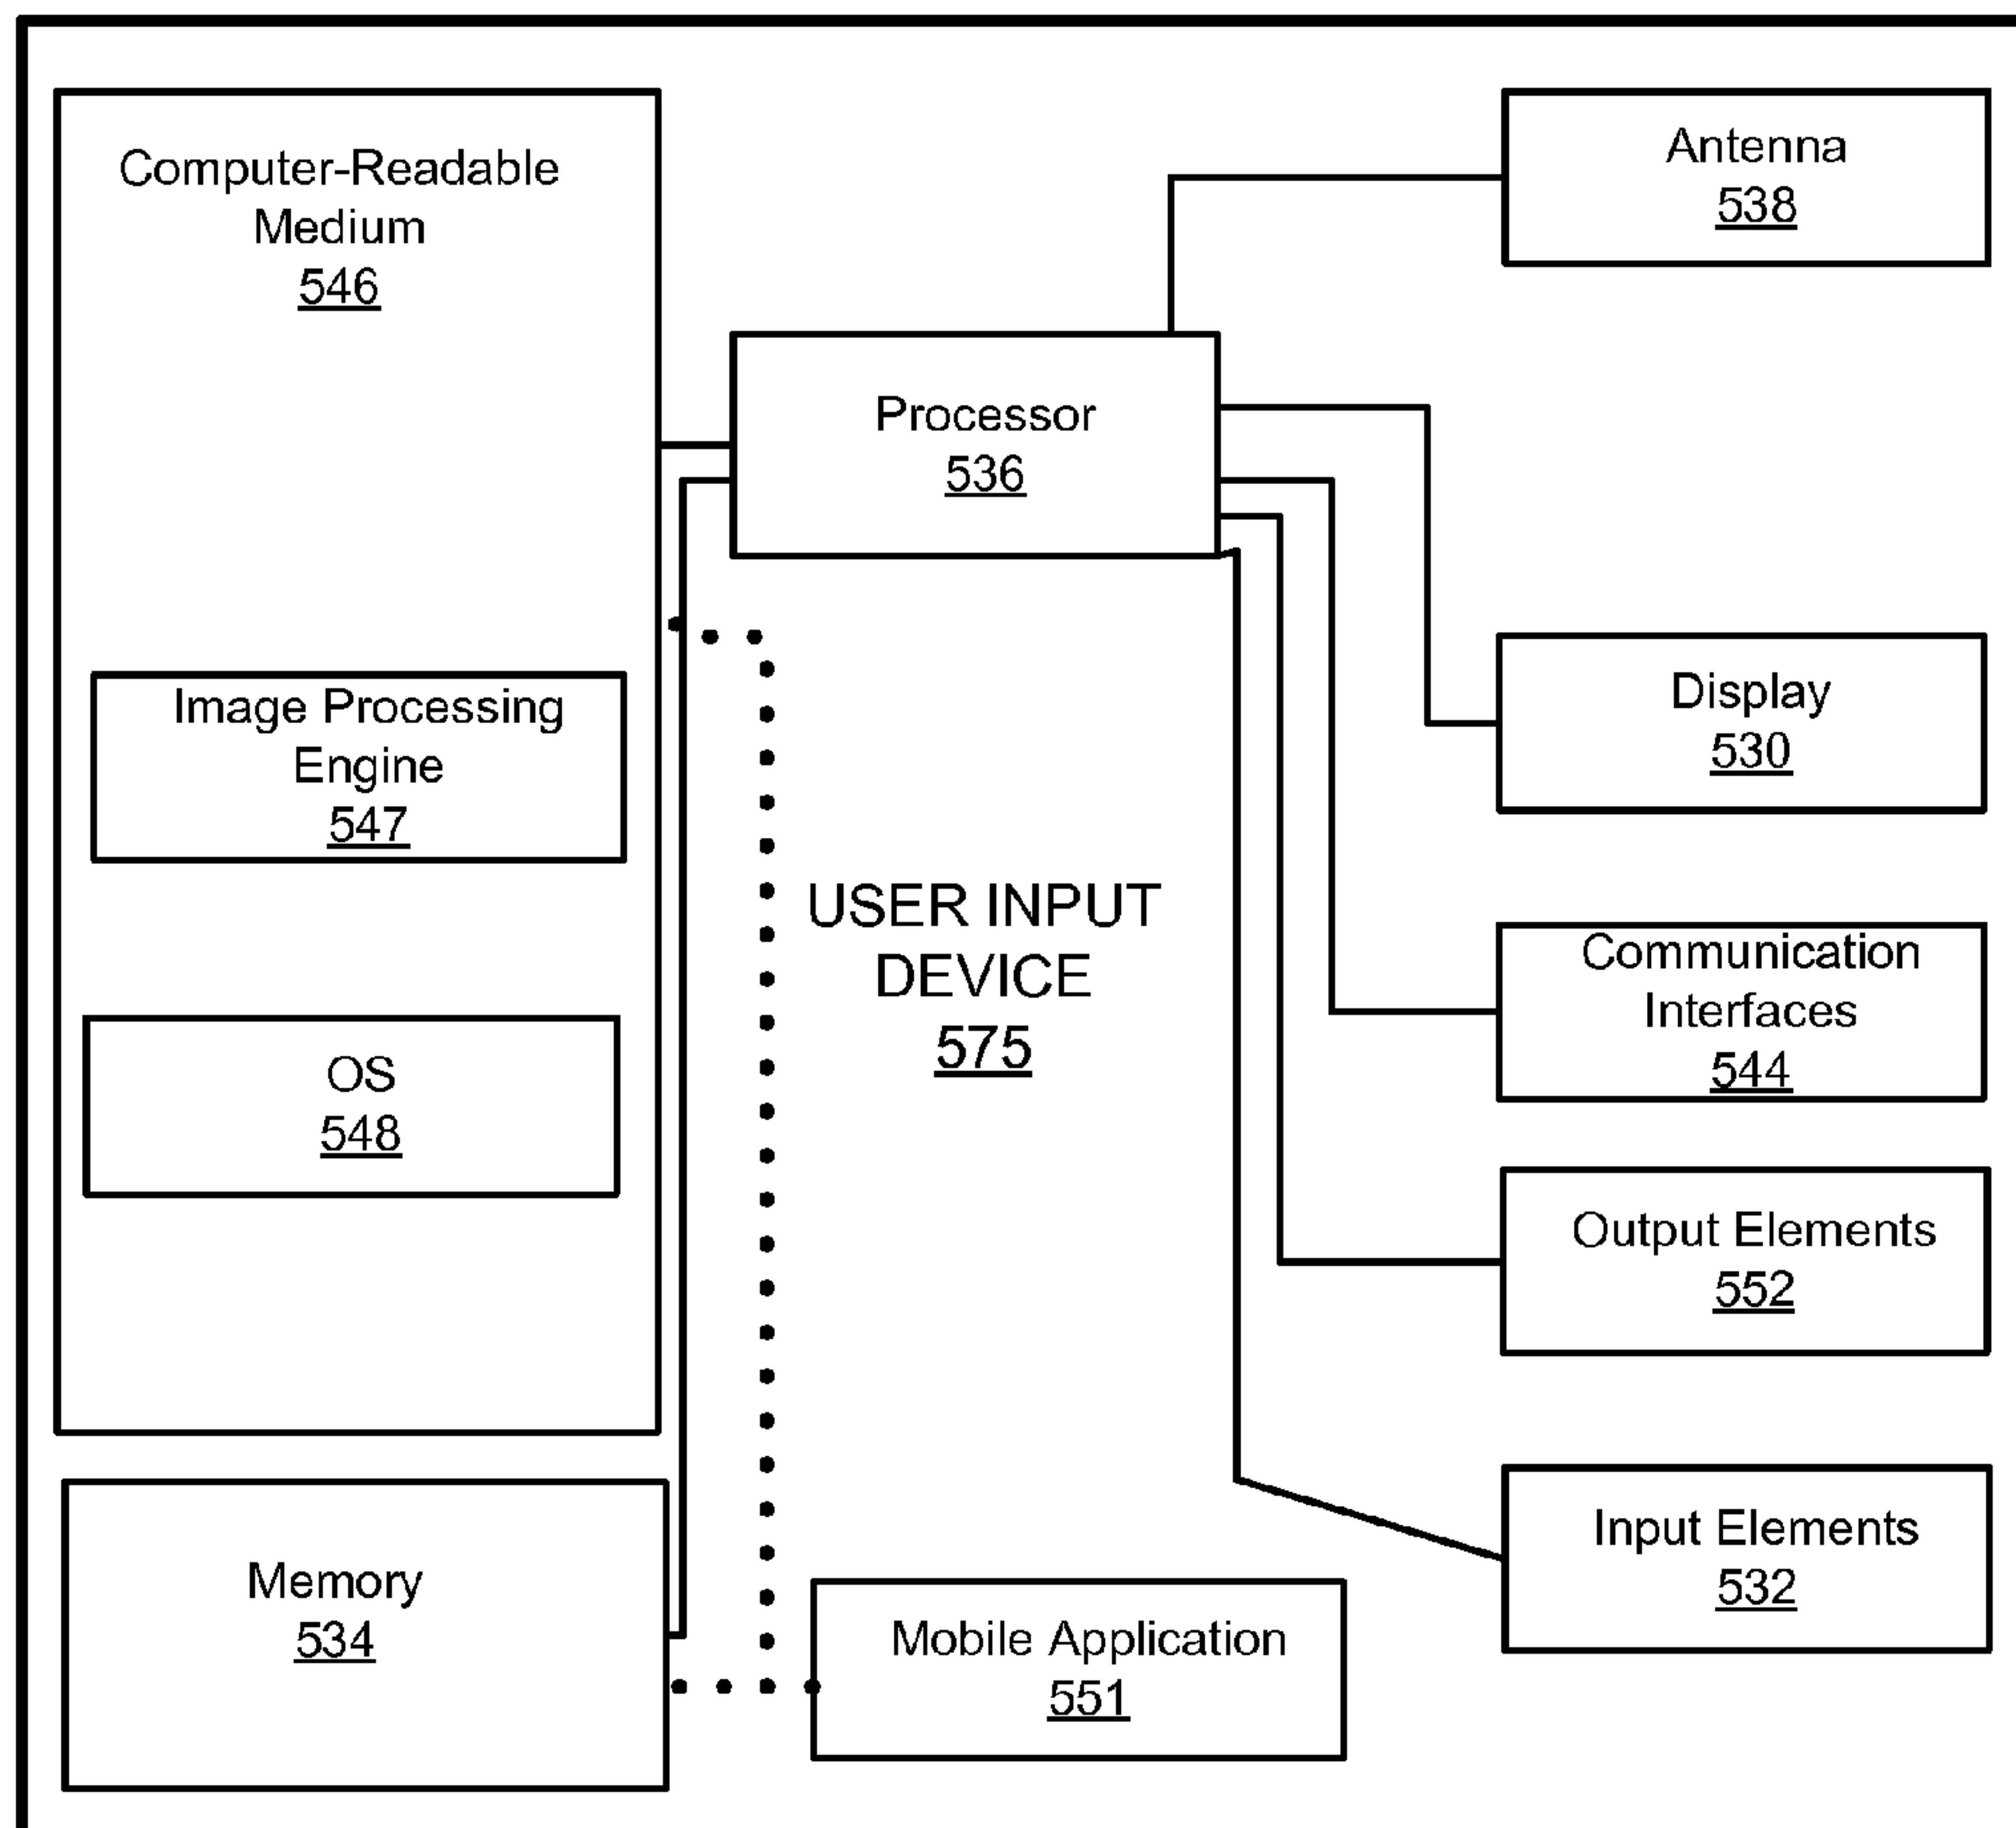 Computer-Readable
Medium
546
Antenna
538
Processor
536
Image Processing
Engine
547
Display
530
USER INPUT
DEVICE
575
Communication
Interfaces
544
OS
548
Output Elements
552
Memory
534
Mobile Application
551
Input Elements
532